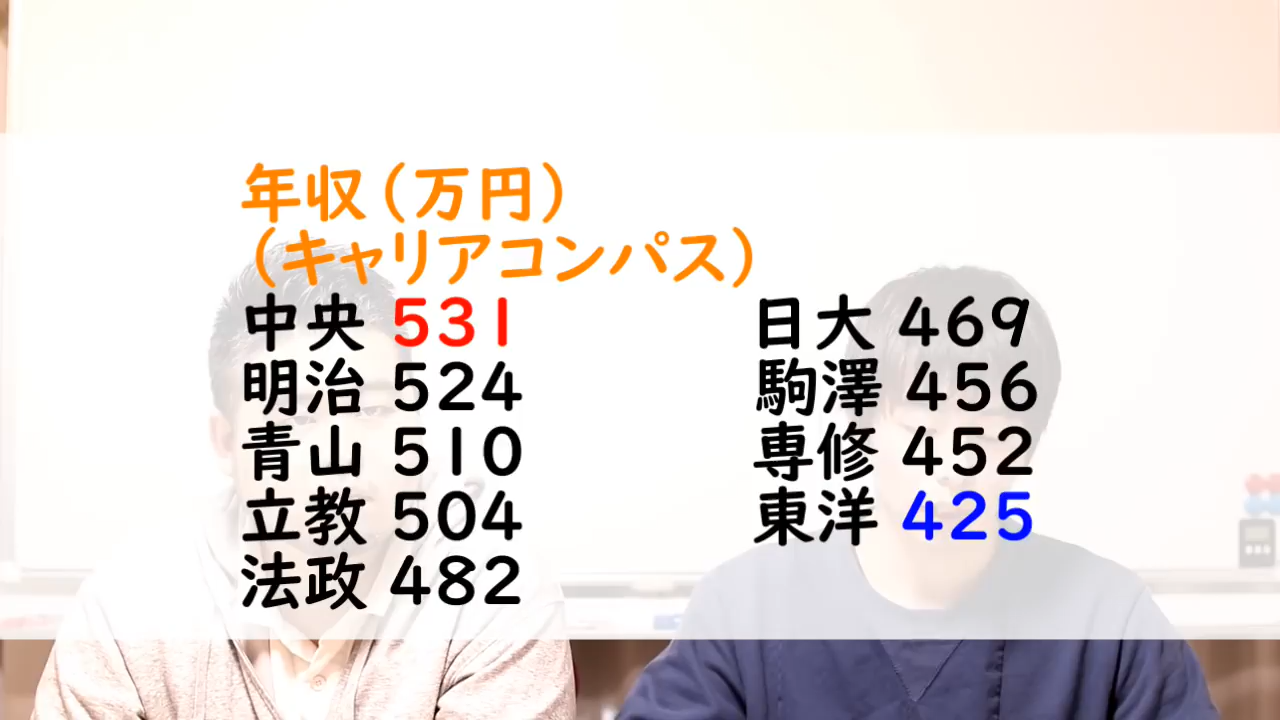 年収(万円)
(キャリアコンパス)
中央 531
明治 524
青山 510
立教 504
法政 482
日大 469
駒澤 456
専修 452
東洋 425